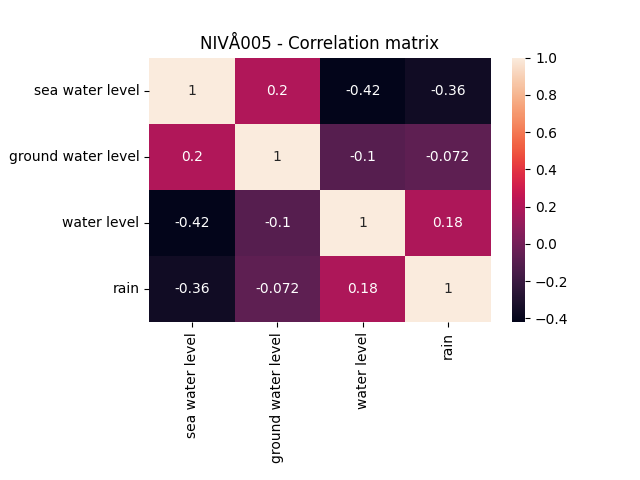 NIVÅ005 - Correlation matrix
sea water level
1
0.2
-0.42
-0.36
ground water level
0.2
1
-0.1
-0.072
water level
-0.42
-0.1
1
0.18
rain
-0.36
-0.072
0.18
1
sea water level
ground water level
water level
rain
1.0
0.8
0.6
0.4
0.2
0.0
−0.2
−0.4